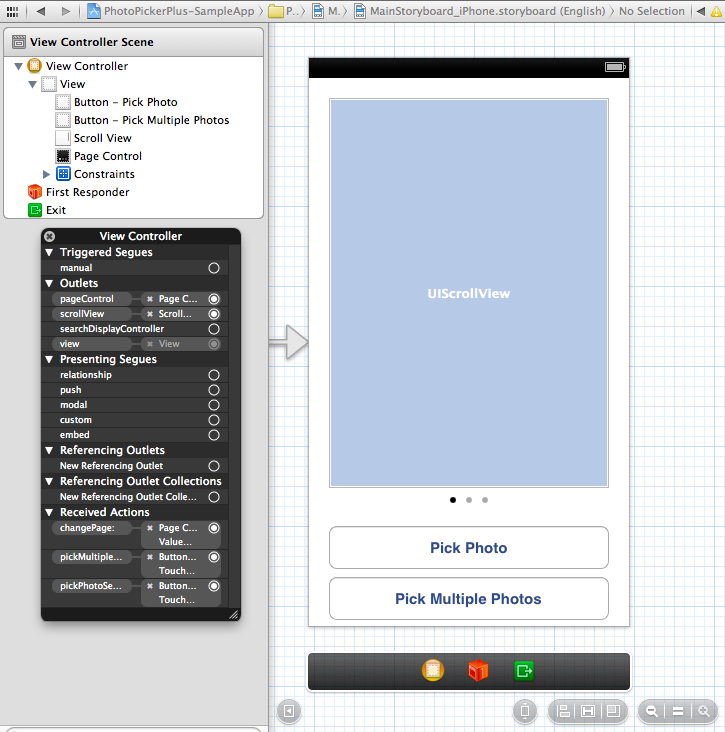 PhotoPickerPlus-SampleApp P.. M.. MainStoryboard_iPhone.storyboard (English) No Selection
View Controller Scene
View Controller
View
Button – Pick Photo
Button – Pick Multiple Photos
Scroll View
Page Control
Constraints
First Responder
Exit
View Controller
Triggered Segues
manual
Outlets
pageControl Page C...
scrollView Scroll...
searchDisplayController
view View
Presenting Segues
relationship
push
modal
custom
embed
Referencing Outlets
New Referencing Outlet
Referencing Outlet Collections
New Referencing Outlet Colle...
Received Actions
changePage: Page C...
Value...
pickMultiple... Button...
Touch...
pickPhotoSe... Button...
Touch...
UIScrollView
Pick Photo
Pick Multiple Photos